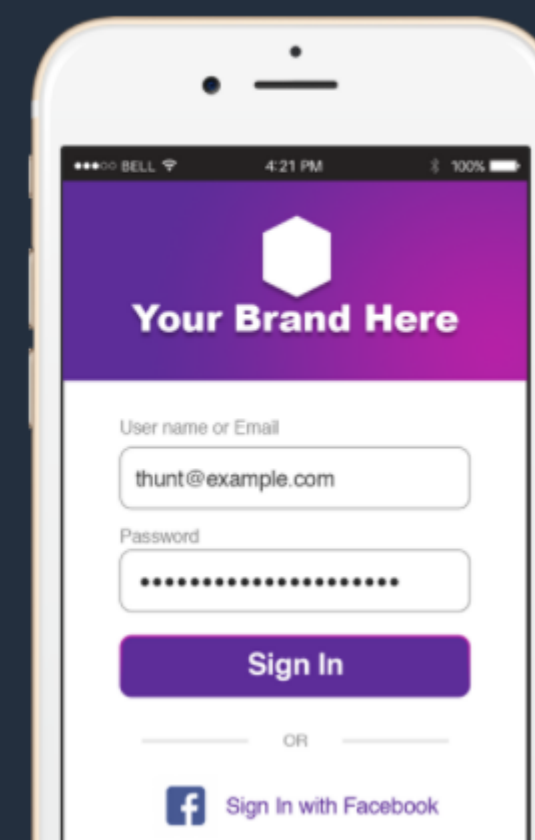 BELL 4:21 PM 100%
Your Brand Here
User name or Email
thunt@example.com
Password
•••••••••••••••••••••
Sign In
OR
f Sign In with Facebook